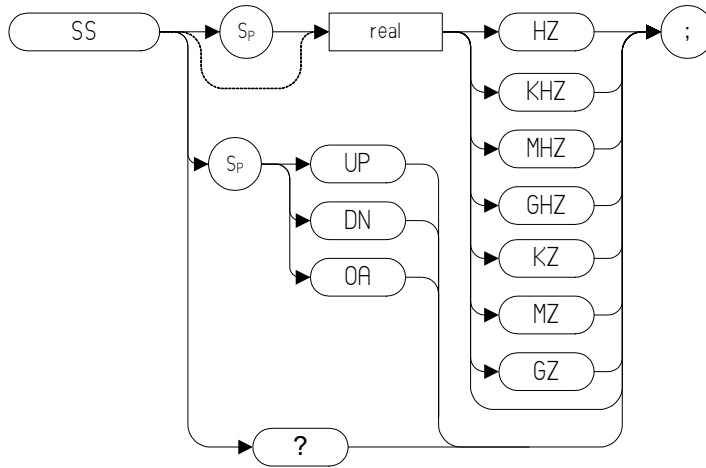 SS SP real HZ ;
KHZ
MHZ
SP UP GHZ
DN KZ
OA MZ
GZ
?